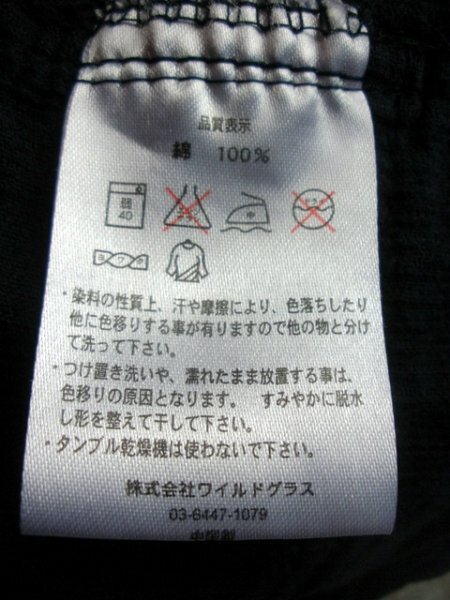 品質表示
綿 100%
弱
40
・染料の性質上、汗や摩擦により、色落ちしたり
他に色移りする事が有りますので他の物と分け
て洗って下さい。
・つけ置き洗いや、濡れたまま放置する事は、
色移りの原因となります。 すみやかに脱水
し形を整えて干して下さい。
・タンブル乾燥機は使わないで下さい。
株式会社ワイルドグラス
03-6447-1079
中国製